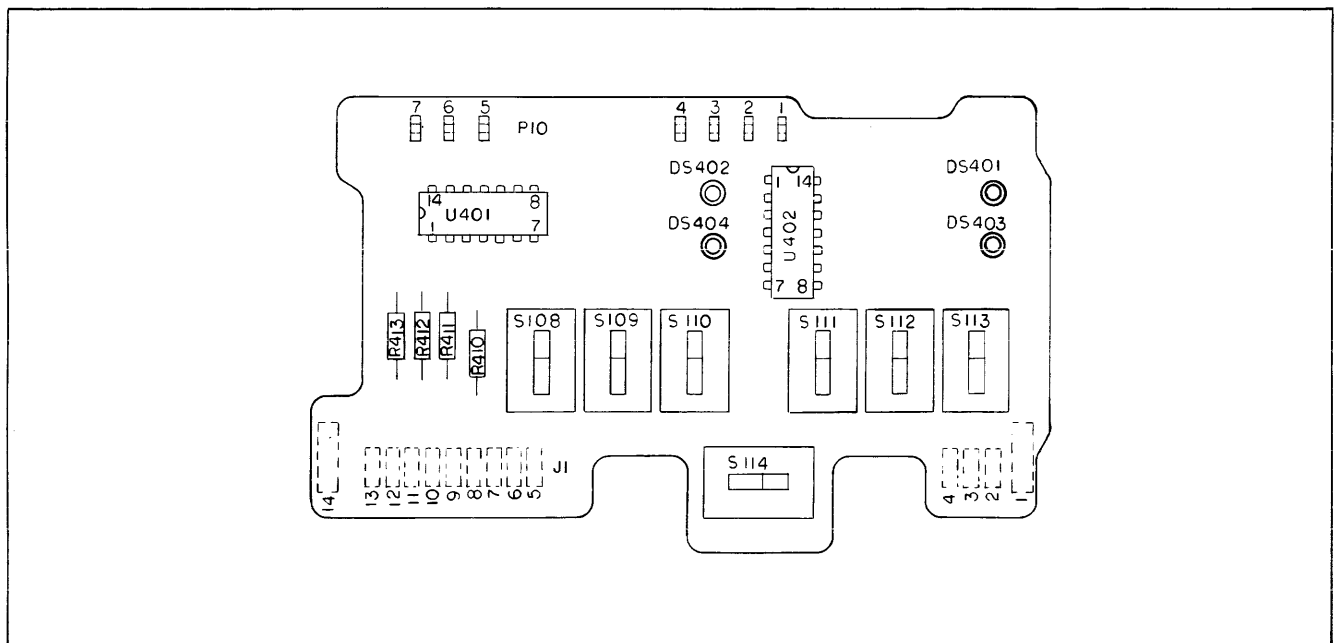 7 6 5 P10 4 3 2 1
DS402 DS401
1 14
14 8
U401
1 7
U402
DS404 DS403
7 8
R413 R412 R411 R410
S108 S109 S110 S111 S112 S113
S114
14 13 12 11 10 9 8 7 6 5 J1 4 3 2 1